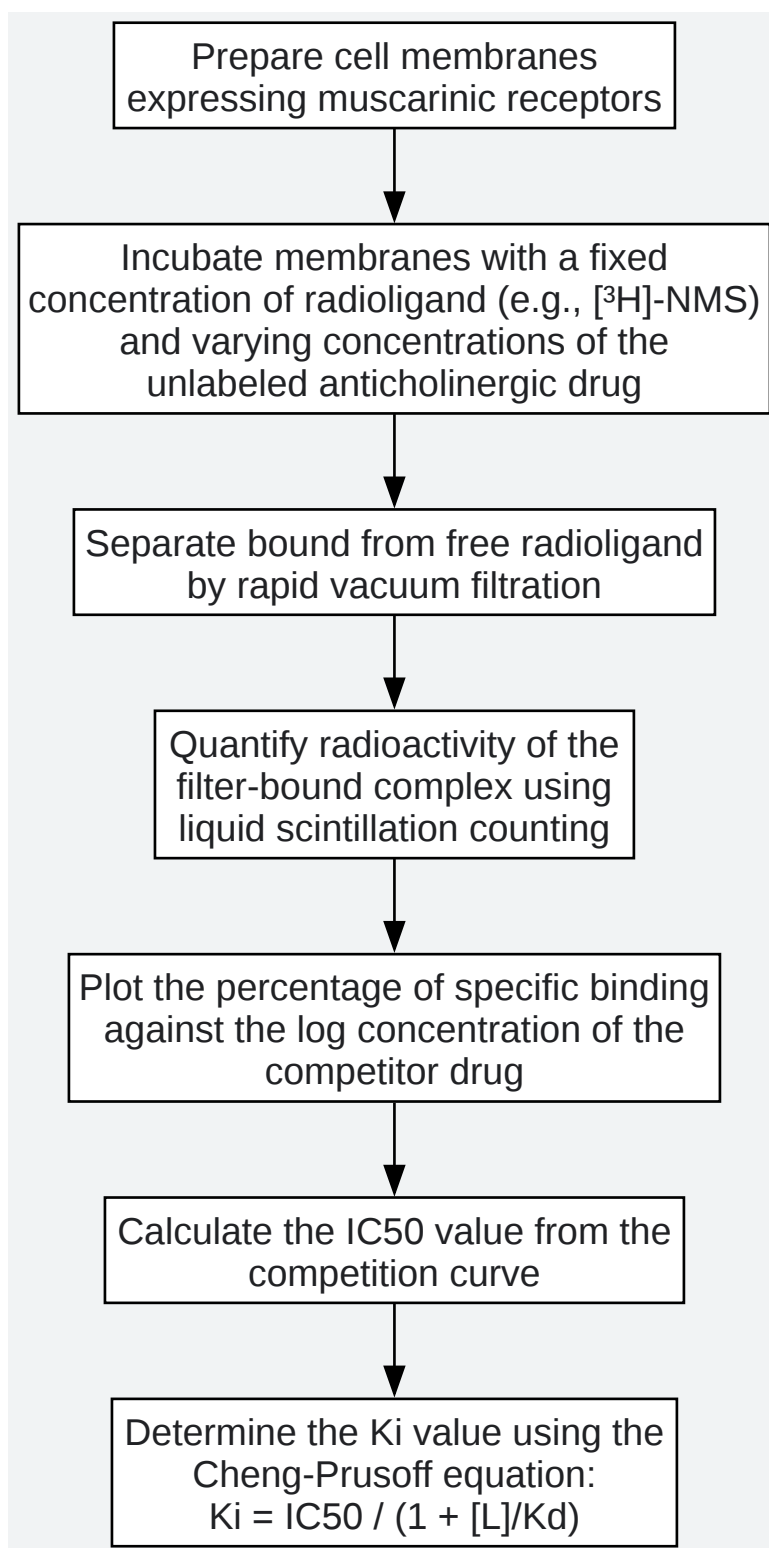 Prepare cell membranes
expressing muscarinic receptors
Incubate membranes with a fixed
concentration of radioligand (e.g., [³H]-NMS)
and varying concentrations of the
unlabeled anticholinergic drug
Separate bound from free radioligand
by rapid vacuum filtration
Quantify radioactivity of the
filter-bound complex using
liquid scintillation counting
Plot the percentage of specific binding
against the log concentration of the
competitor drug
Calculate the IC50 value from the
competition curve
Determine the Ki value using the
Cheng-Prusoff equation:
Ki = IC50 / (1 + [L]/Kd)